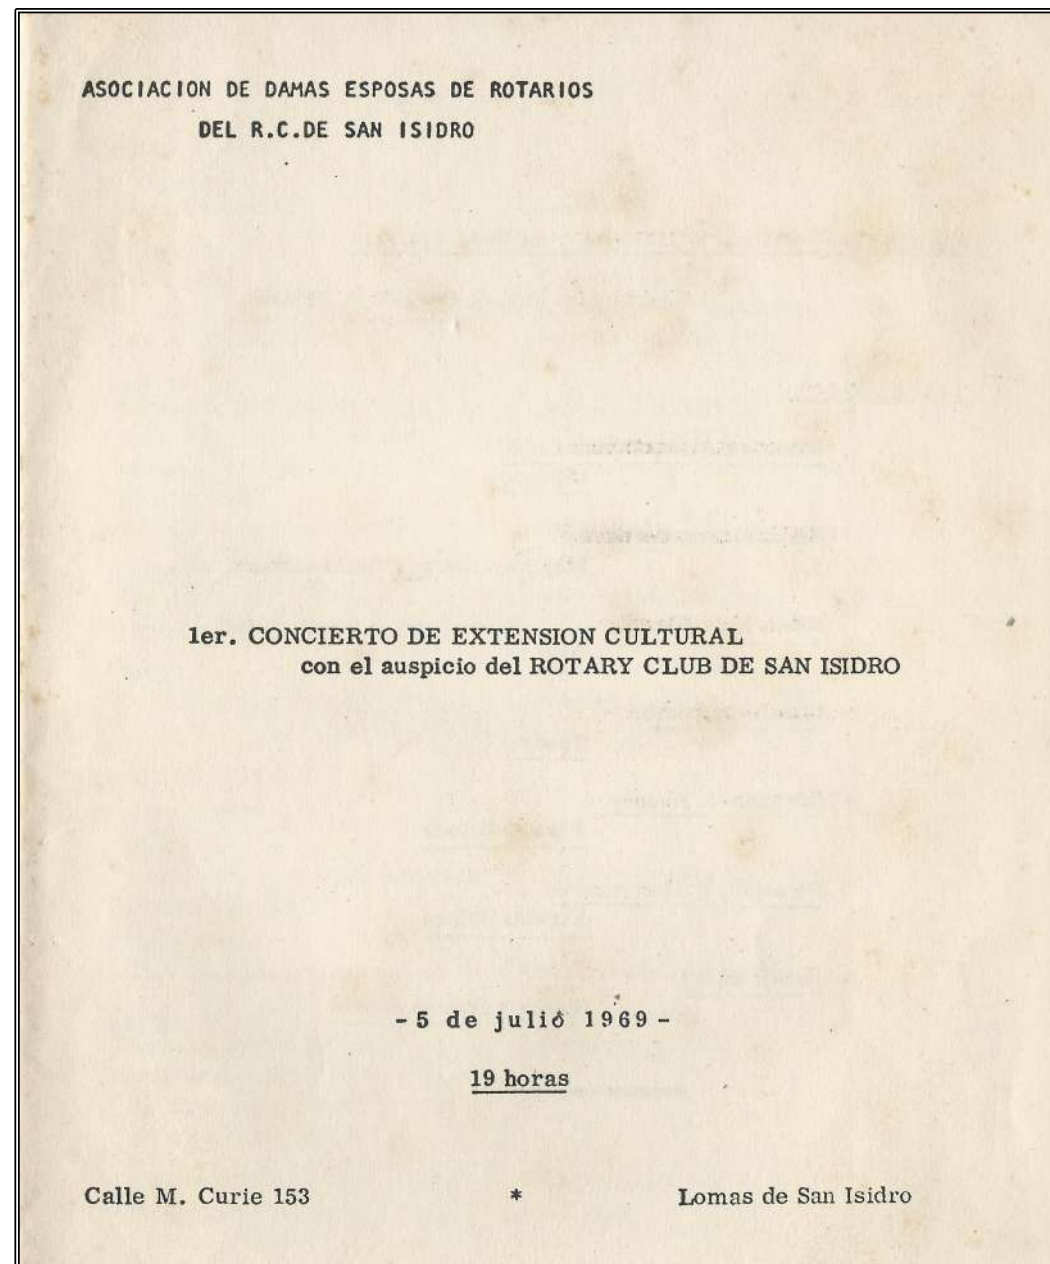 ASOCIACION DE DAMAS ESPOSAS DE ROTARIOS
DEL R.C.DE SAN ISIDRO
1er. CONCIERTO DE EXTENSION CULTURAL
con el auspicio del ROTARY CLUB DE SAN ISIDRO
- 5 de julio 1969 -
19 horas
Calle M. Curie 153 * Lomas de San Isidro